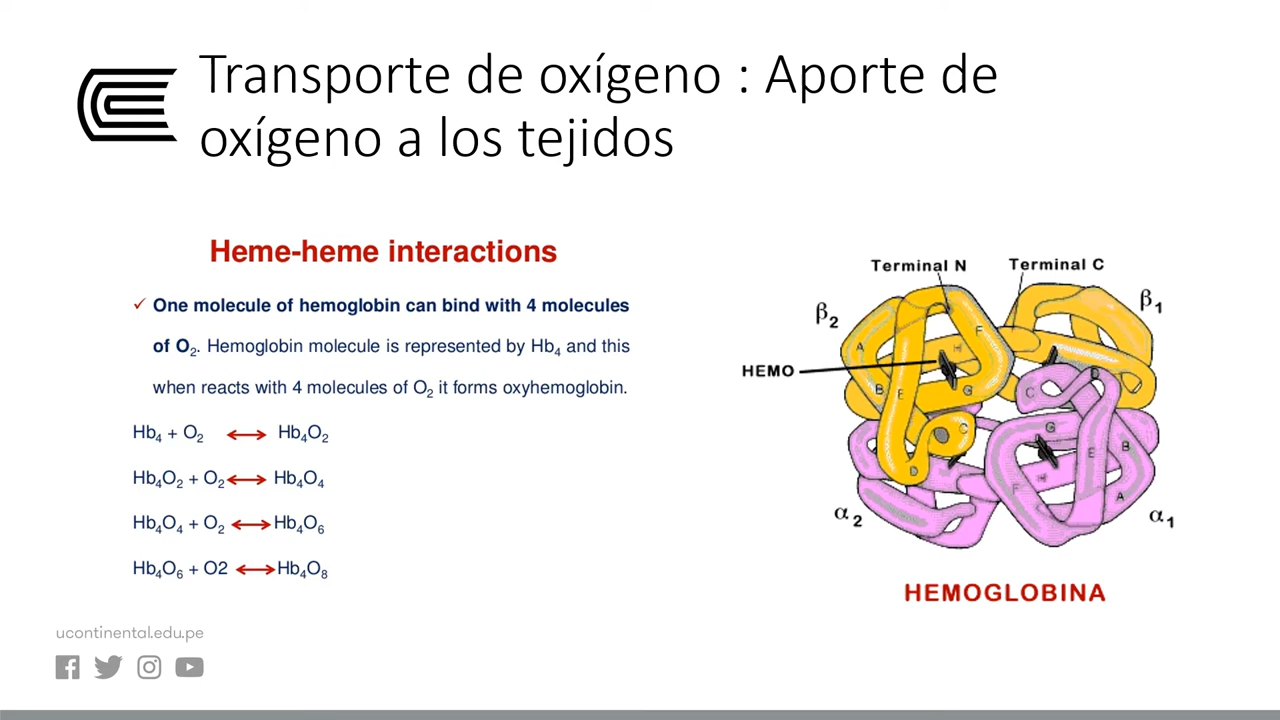 Transporte de oxígeno : Aporte de
oxígeno a los tejidos
Heme-heme interactions
✓ One molecule of hemoglobin can bind with 4 molecules
of O₂. Hemoglobin molecule is represented by Hb₄ and this
when reacts with 4 molecules of O₂ it forms oxyhemoglobin.
Hb₄ + O₂ ⟷ Hb₄O₂
Hb₄O₂ + O₂ ⟷ Hb₄O₄
Hb₄O₄ + O₂ ⟷ Hb₄O₆
Hb₄O₆ + O2 ⟷ Hb₄O₈
Terminal N
Terminal C
β₂
β₁
F
A
H
HEMO
D
B
E
G
C
C
G
B
E
D
H
F
A
α₂
α₁
HEMOGLOBINA
ucontinental.edu.pe